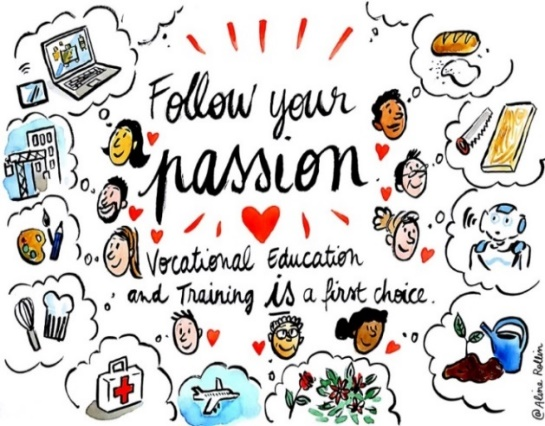 Follow your
passion
Vocational Education
and Training is a first choice.
@Aline Rollin